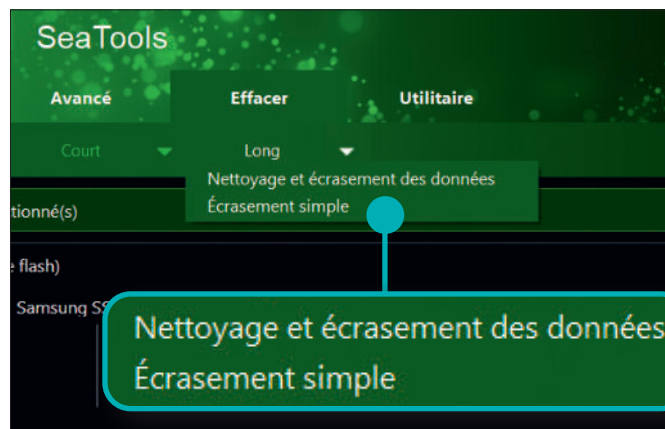 SeaTools
Avancé Effacer Utilitaire
Court Long
Nettoyage et écrasement des données
Écrasement simple
tionné(s)
flash)
Samsung SS
Nettoyage et écrasement des données
Écrasement simple